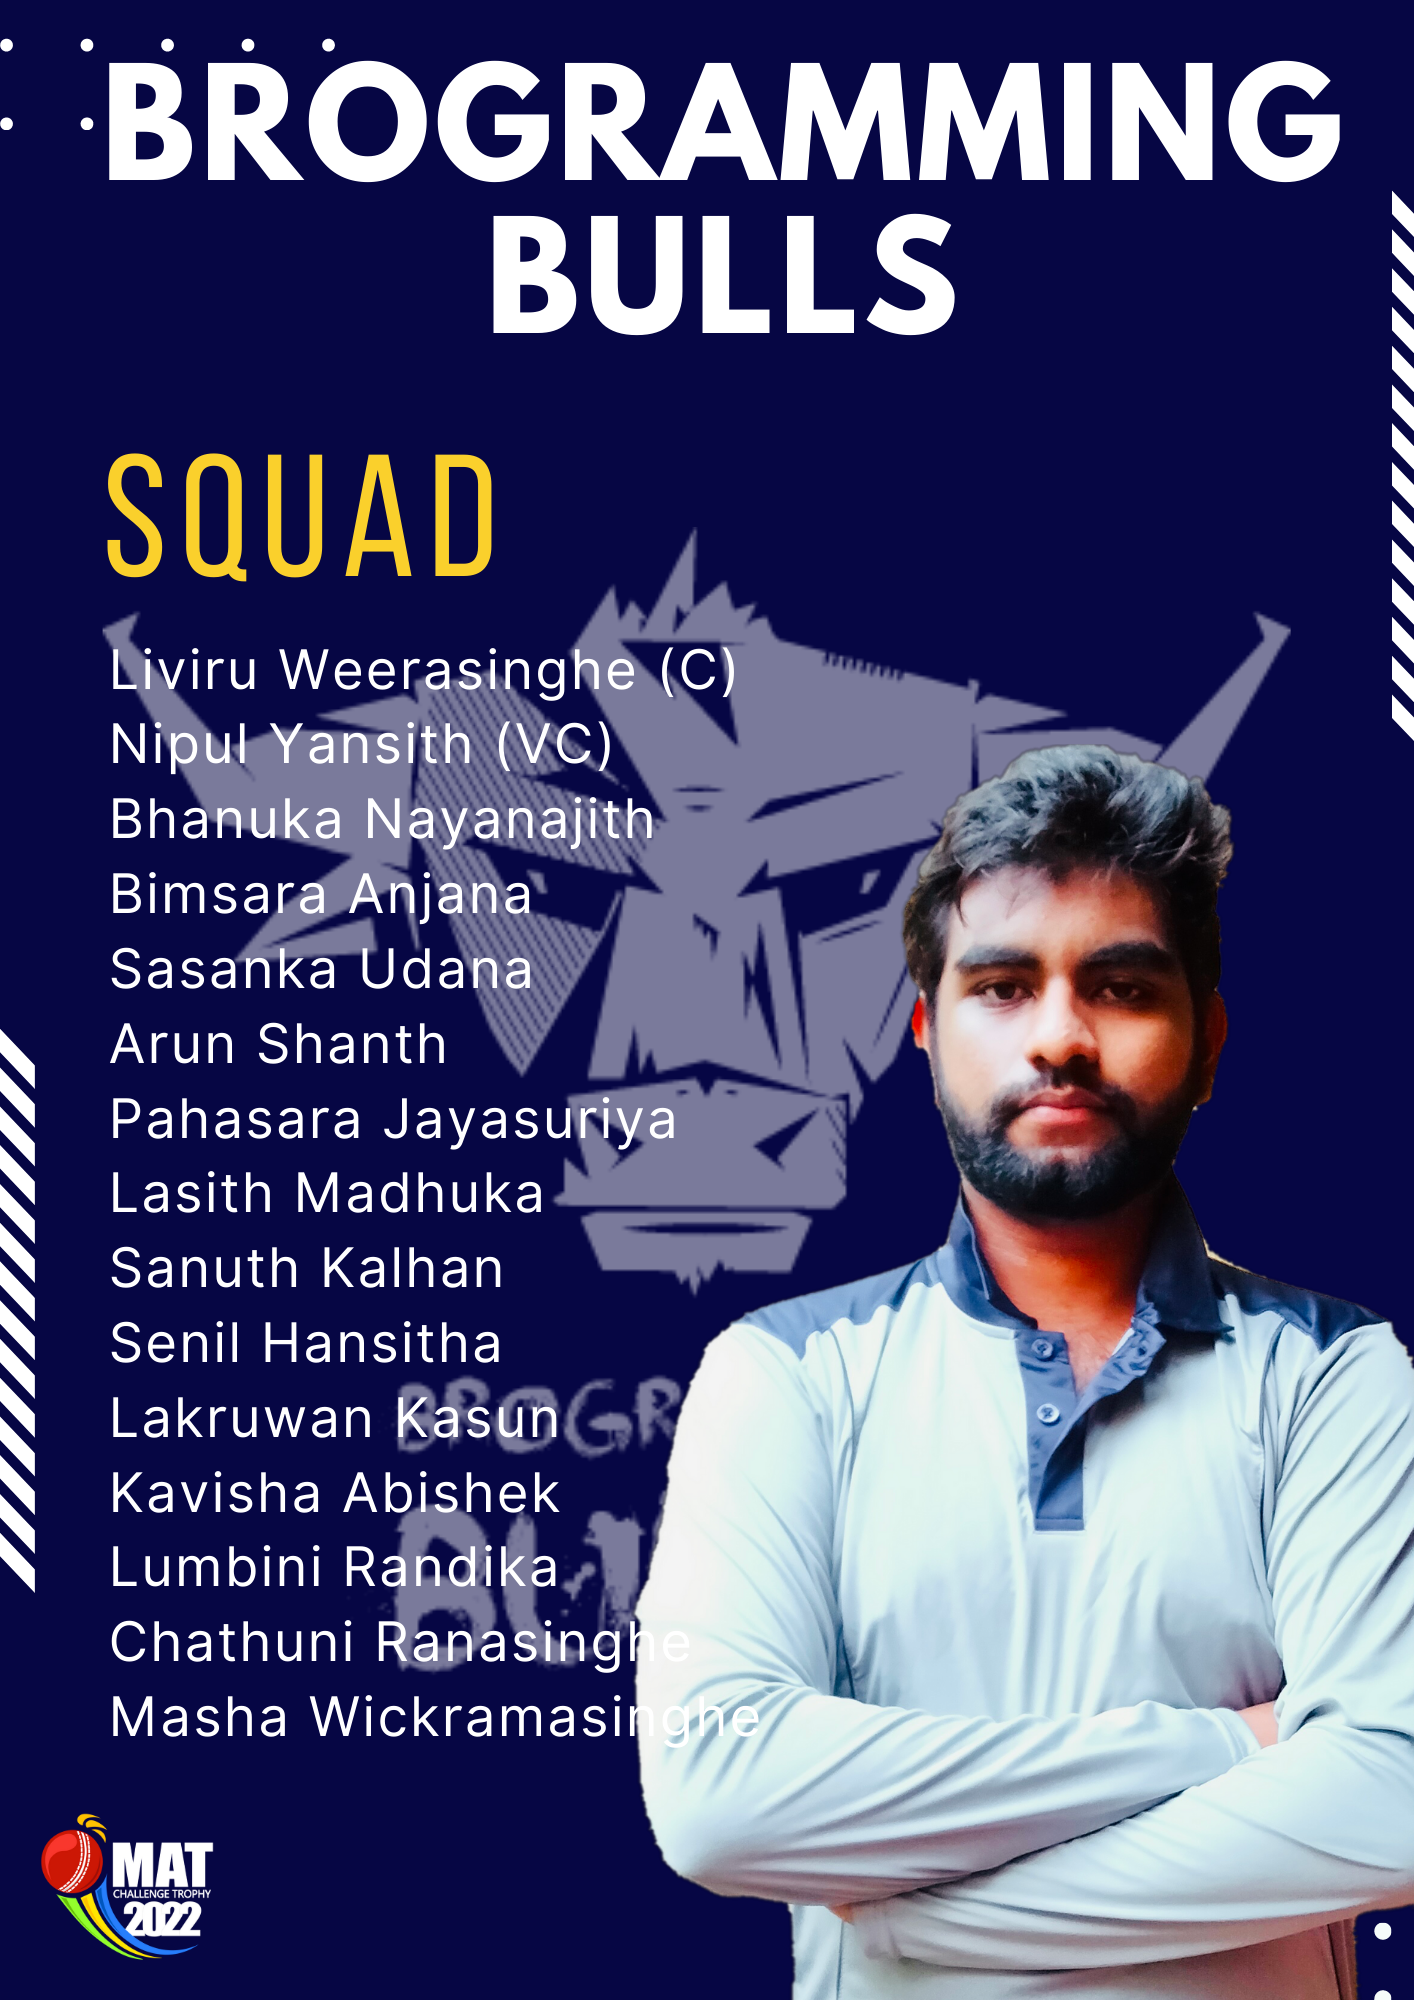 BROGRAMMING
BULLS
SQUAD
Liviru Weerasinghe (C)
Nipul Yansith (VC)
Bhanuka Nayanajith
Bimsara Anjana
Sasanka Udana
Arun Shanth
Pahasara Jayasuriya
Lasith Madhuka
Sanuth Kalhan
Senil Hansitha
Lakruwan Kasun
Kavisha Abishek
Lumbini Randika
Chathuni Ranasinghe
Masha Wickramasinghe
MAT
CHALLENGE TROPHY
2022